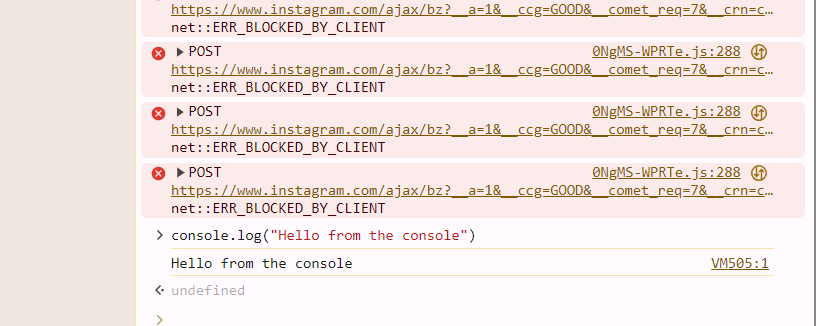 https://www.instagram.com/ajax/bz?__a=1&__ccg=GOOD&__comet_req=7&__crn=c…
net::ERR_BLOCKED_BY_CLIENT
POST 0NgMS-WPRTe.js:288
https://www.instagram.com/ajax/bz?__a=1&__ccg=GOOD&__comet_req=7&__crn=c…
net::ERR_BLOCKED_BY_CLIENT
POST 0NgMS-WPRTe.js:288
https://www.instagram.com/ajax/bz?__a=1&__ccg=GOOD&__comet_req=7&__crn=c…
net::ERR_BLOCKED_BY_CLIENT
POST 0NgMS-WPRTe.js:288
https://www.instagram.com/ajax/bz?__a=1&__ccg=GOOD&__comet_req=7&__crn=c…
net::ERR_BLOCKED_BY_CLIENT
console.log("Hello from the console")
Hello from the console VM505:1
undefined